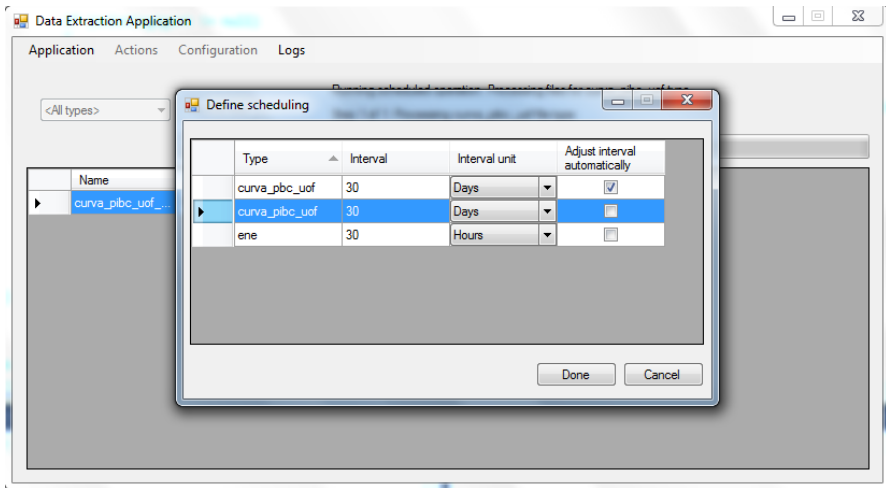 Data Extraction Application
Application Actions Configuration Logs
<All types>
Define scheduling
Name
curva_pibc_uof_...
Type Interval Interval unit Adjust interval
automatically
curva_pbc_uof 30 Days
curva_pibc_uof 30 Days
ene 30 Hours
Done Cancel